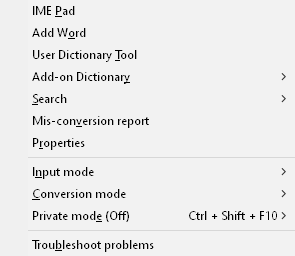 IME Pad
Add Word
User Dictionary Tool
Add-on Dictionary
Search
Mis-conversion report
Properties
Input mode
Conversion mode
Private mode (Off) Ctrl + Shift + F10
Troubleshoot problems